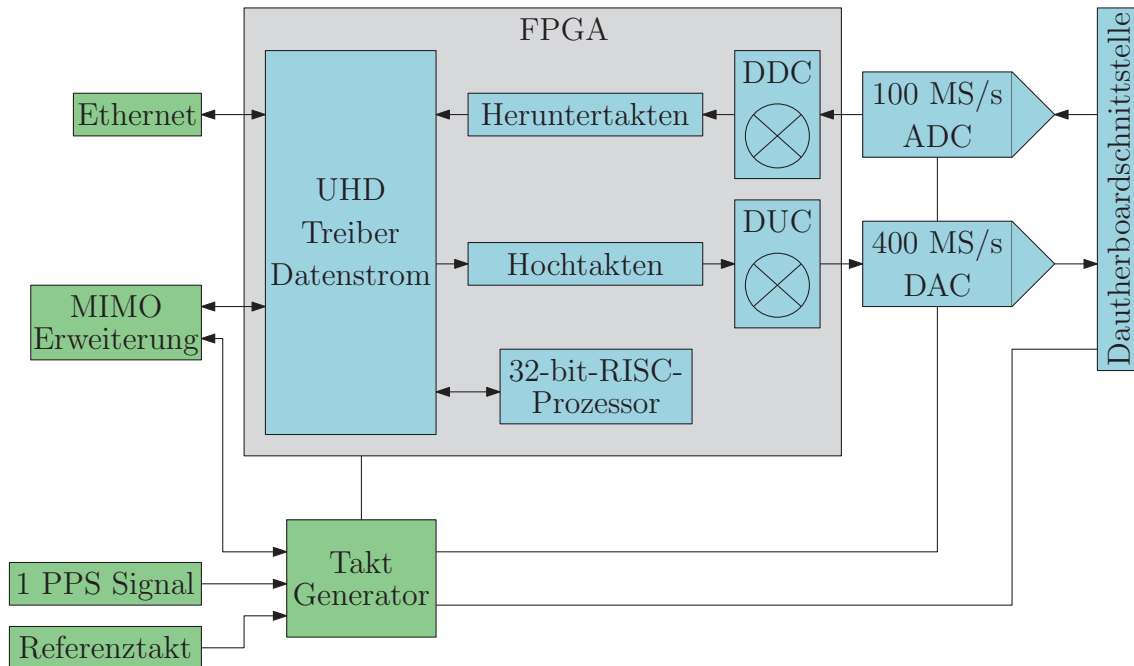 FPGA
Ethernet
UHD
Treiber
Datenstrom
Heruntertakten
DDC
100 MS/s
ADC
Dautherboardschnittstelle
Hochtakten
DUC
400 MS/s
DAC
MIMO
Erweiterung
32-bit-RISC-
Prozessor
Takt
Generator
1 PPS Signal
Referenztakt